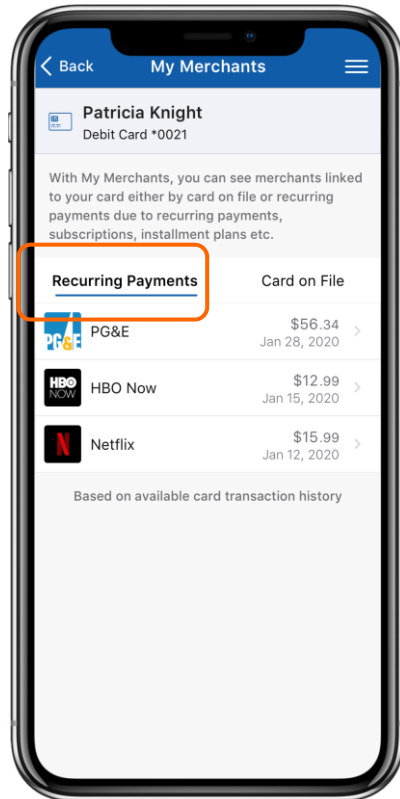 Back
My Merchants
Patricia Knight
Debit Card *0021
With My Merchants, you can see merchants linked
to your card either by card on file or recurring
payments due to recurring payments,
subscriptions, installment plans etc.
Recurring Payments
Card on File
PG&E
PG&E
$56.34
Jan 28, 2020
HBO
NOW
HBO Now
$12.99
Jan 15, 2020
N
Netflix
$15.99
Jan 12, 2020
Based on available card transaction history